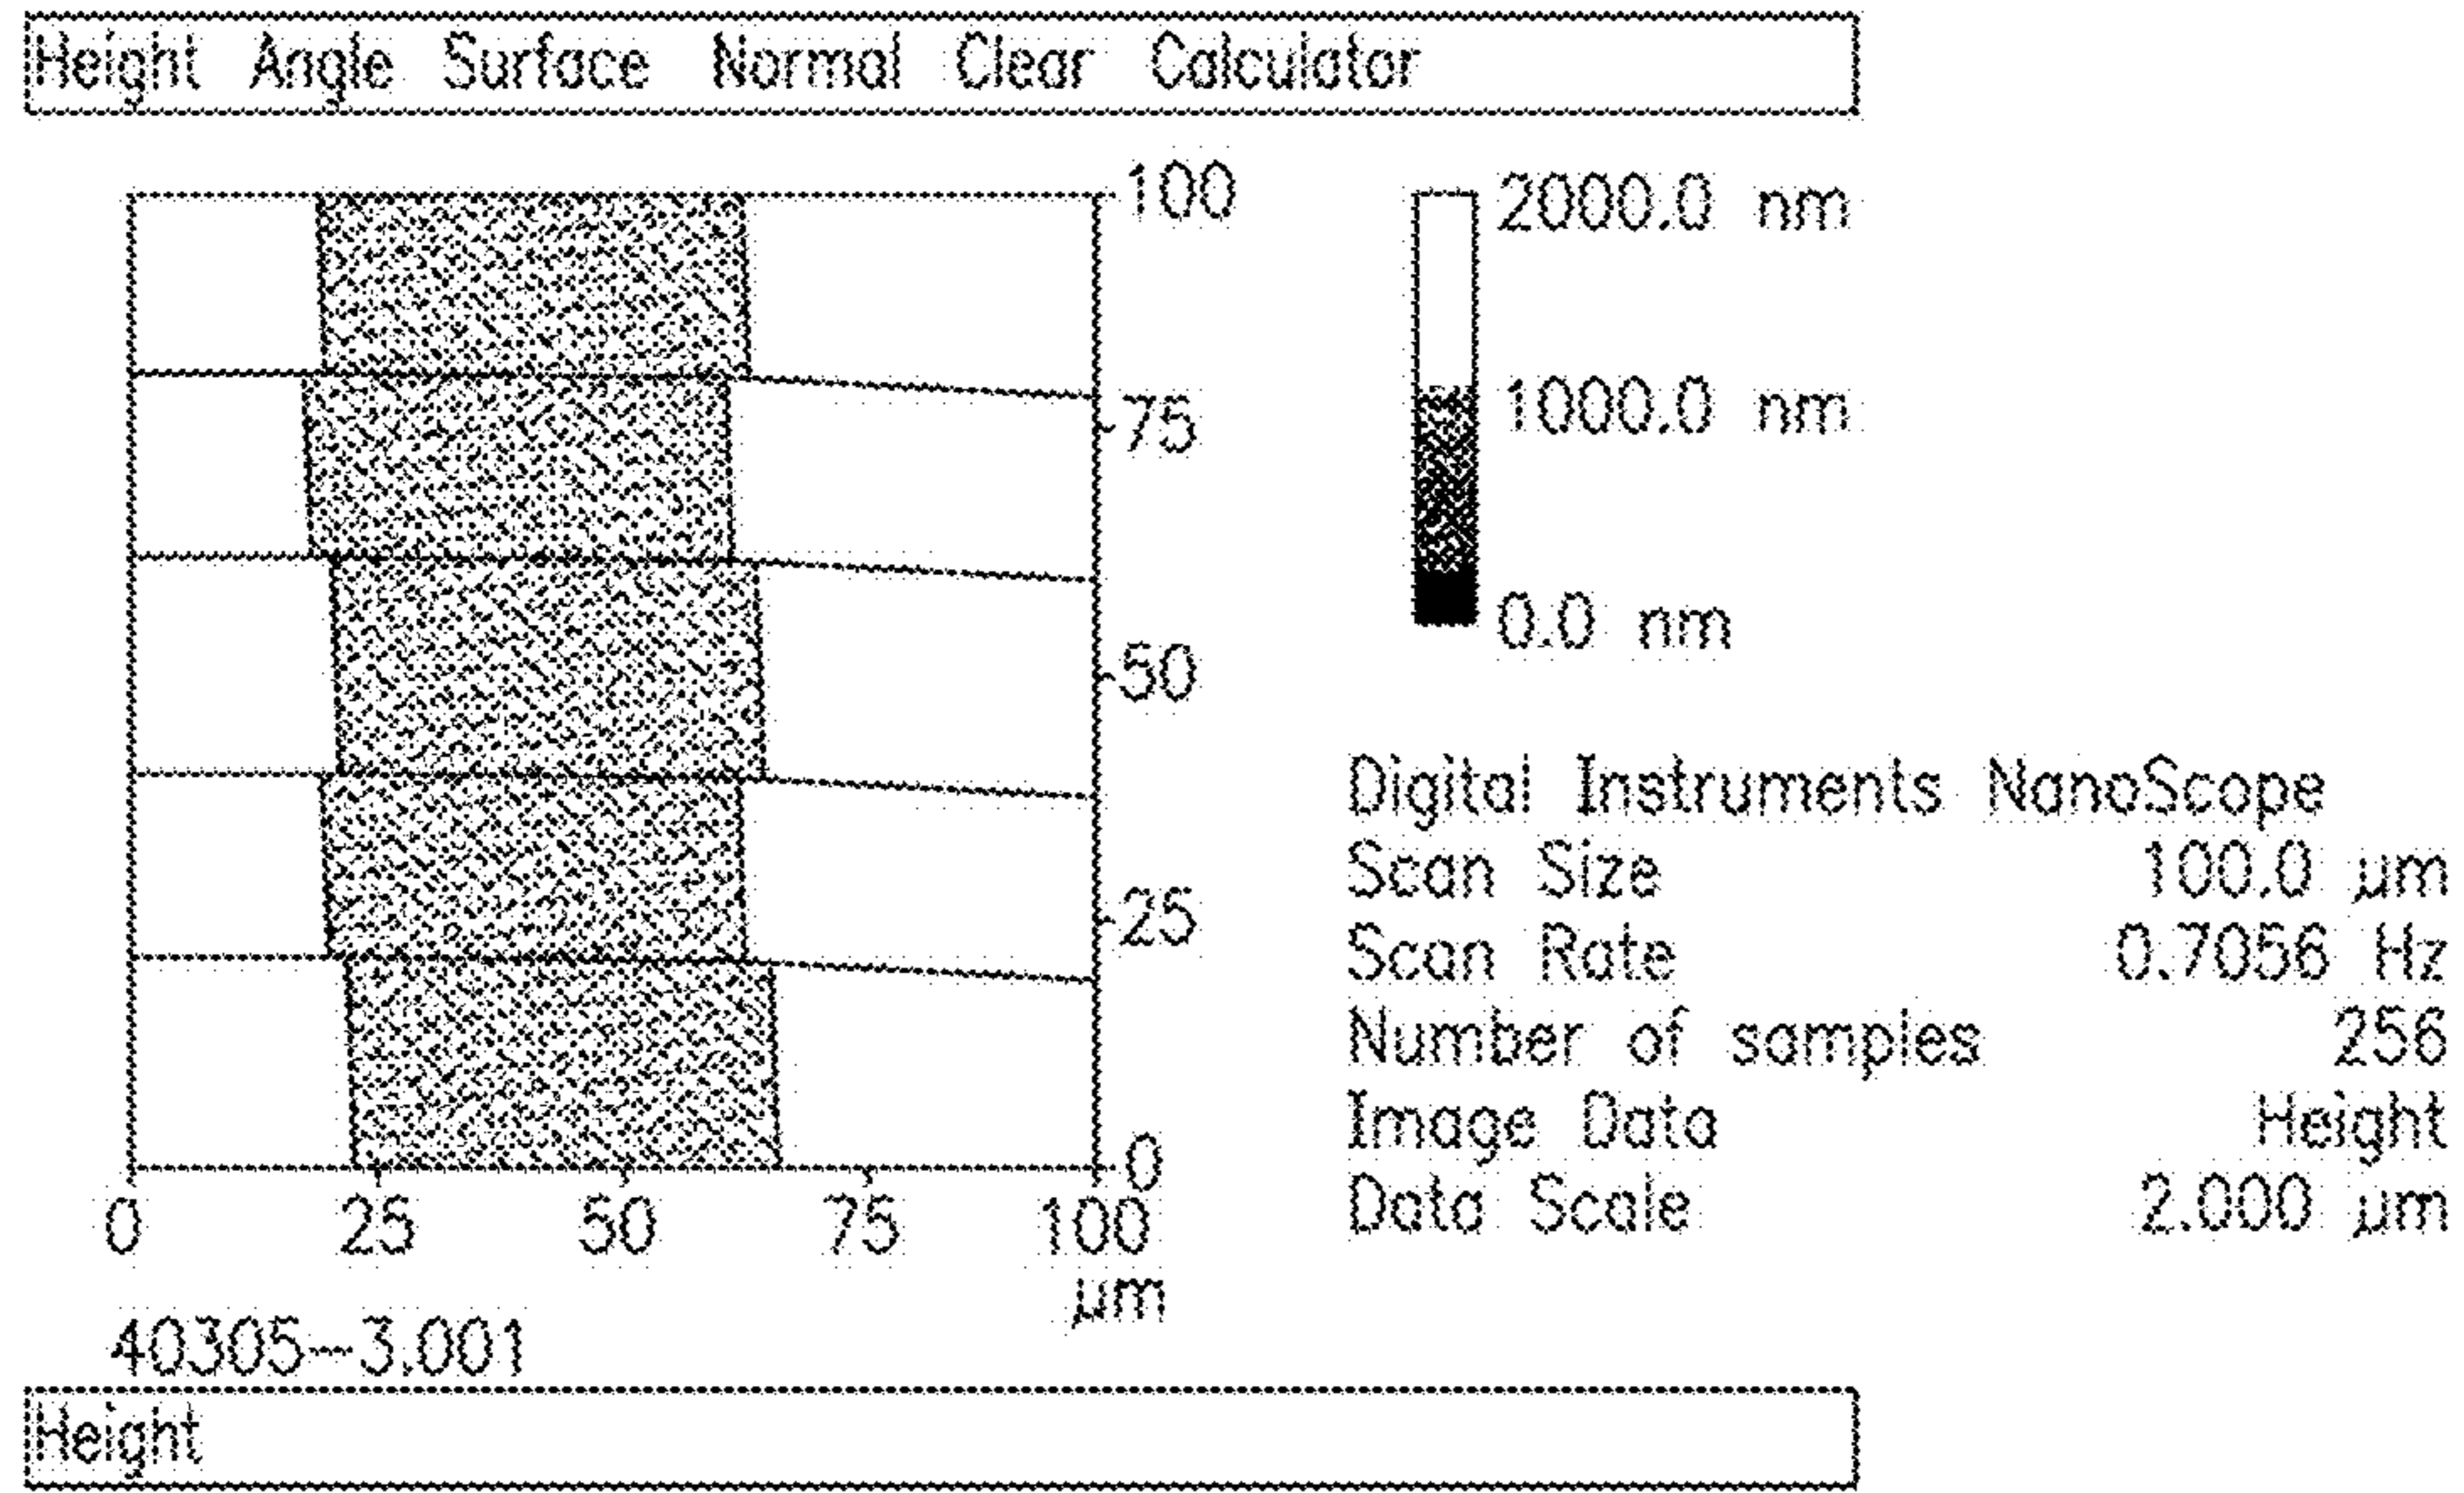 Height Angle Surface Normal Clear Calculator
100
75
50
25
0
0 25 50 75 100
µm
2000.0 nm
1000.0 nm
0.0 nm
Digital Instruments NanoScope
Scan Size 100.0 µm
Scan Rate 0.7056 Hz
Number of samples 256
Image Data Height
Data Scale 2.000 µm
40305-3.001
Height